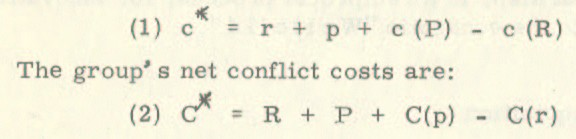 (1) c* = r + p + c (P) - c (R)
The group's net conflict costs are:
(2) C* = R + P + C(p) - C(r)